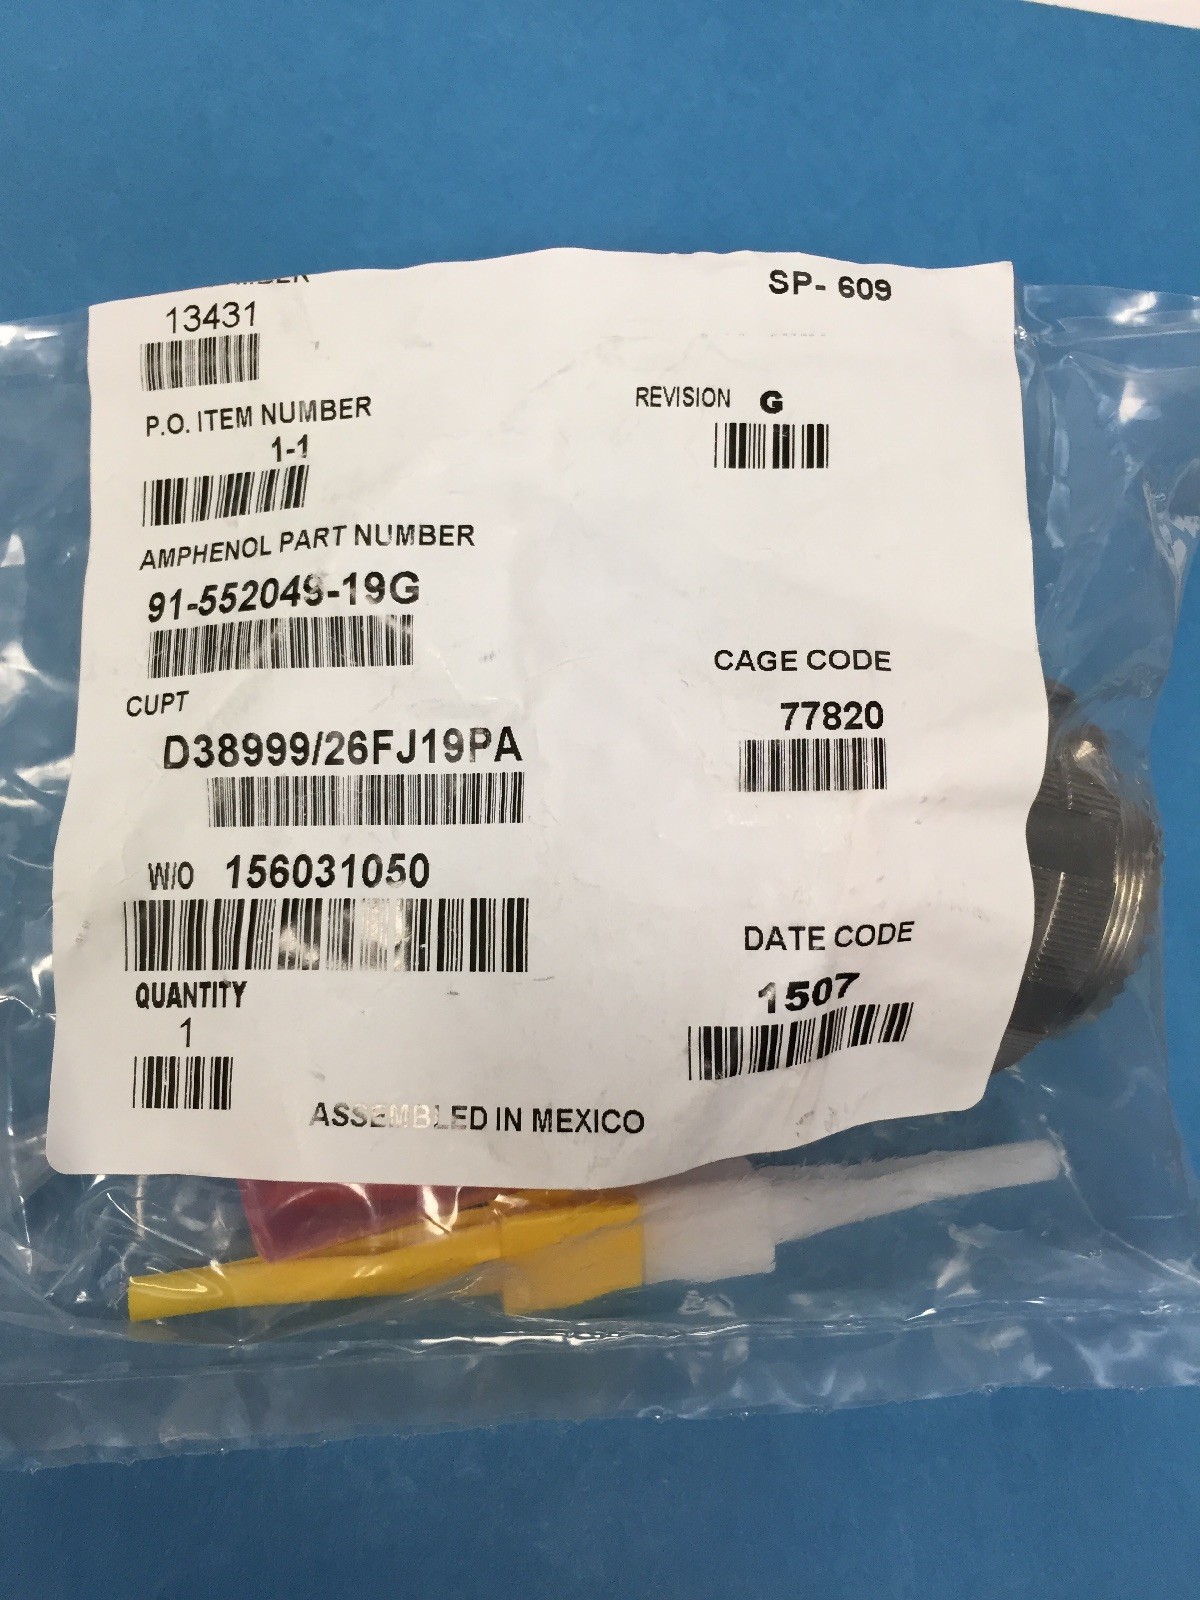 SP- 609
13431
P.O. ITEM NUMBER
1-1
REVISION G
AMPHENOL PART NUMBER
91-552049-19G
CAGE CODE
77820
CUPT
D38999/26FJ19PA
W/O 156031050
DATE CODE
1507
QUANTITY
1
ASSEMBLED IN MEXICO